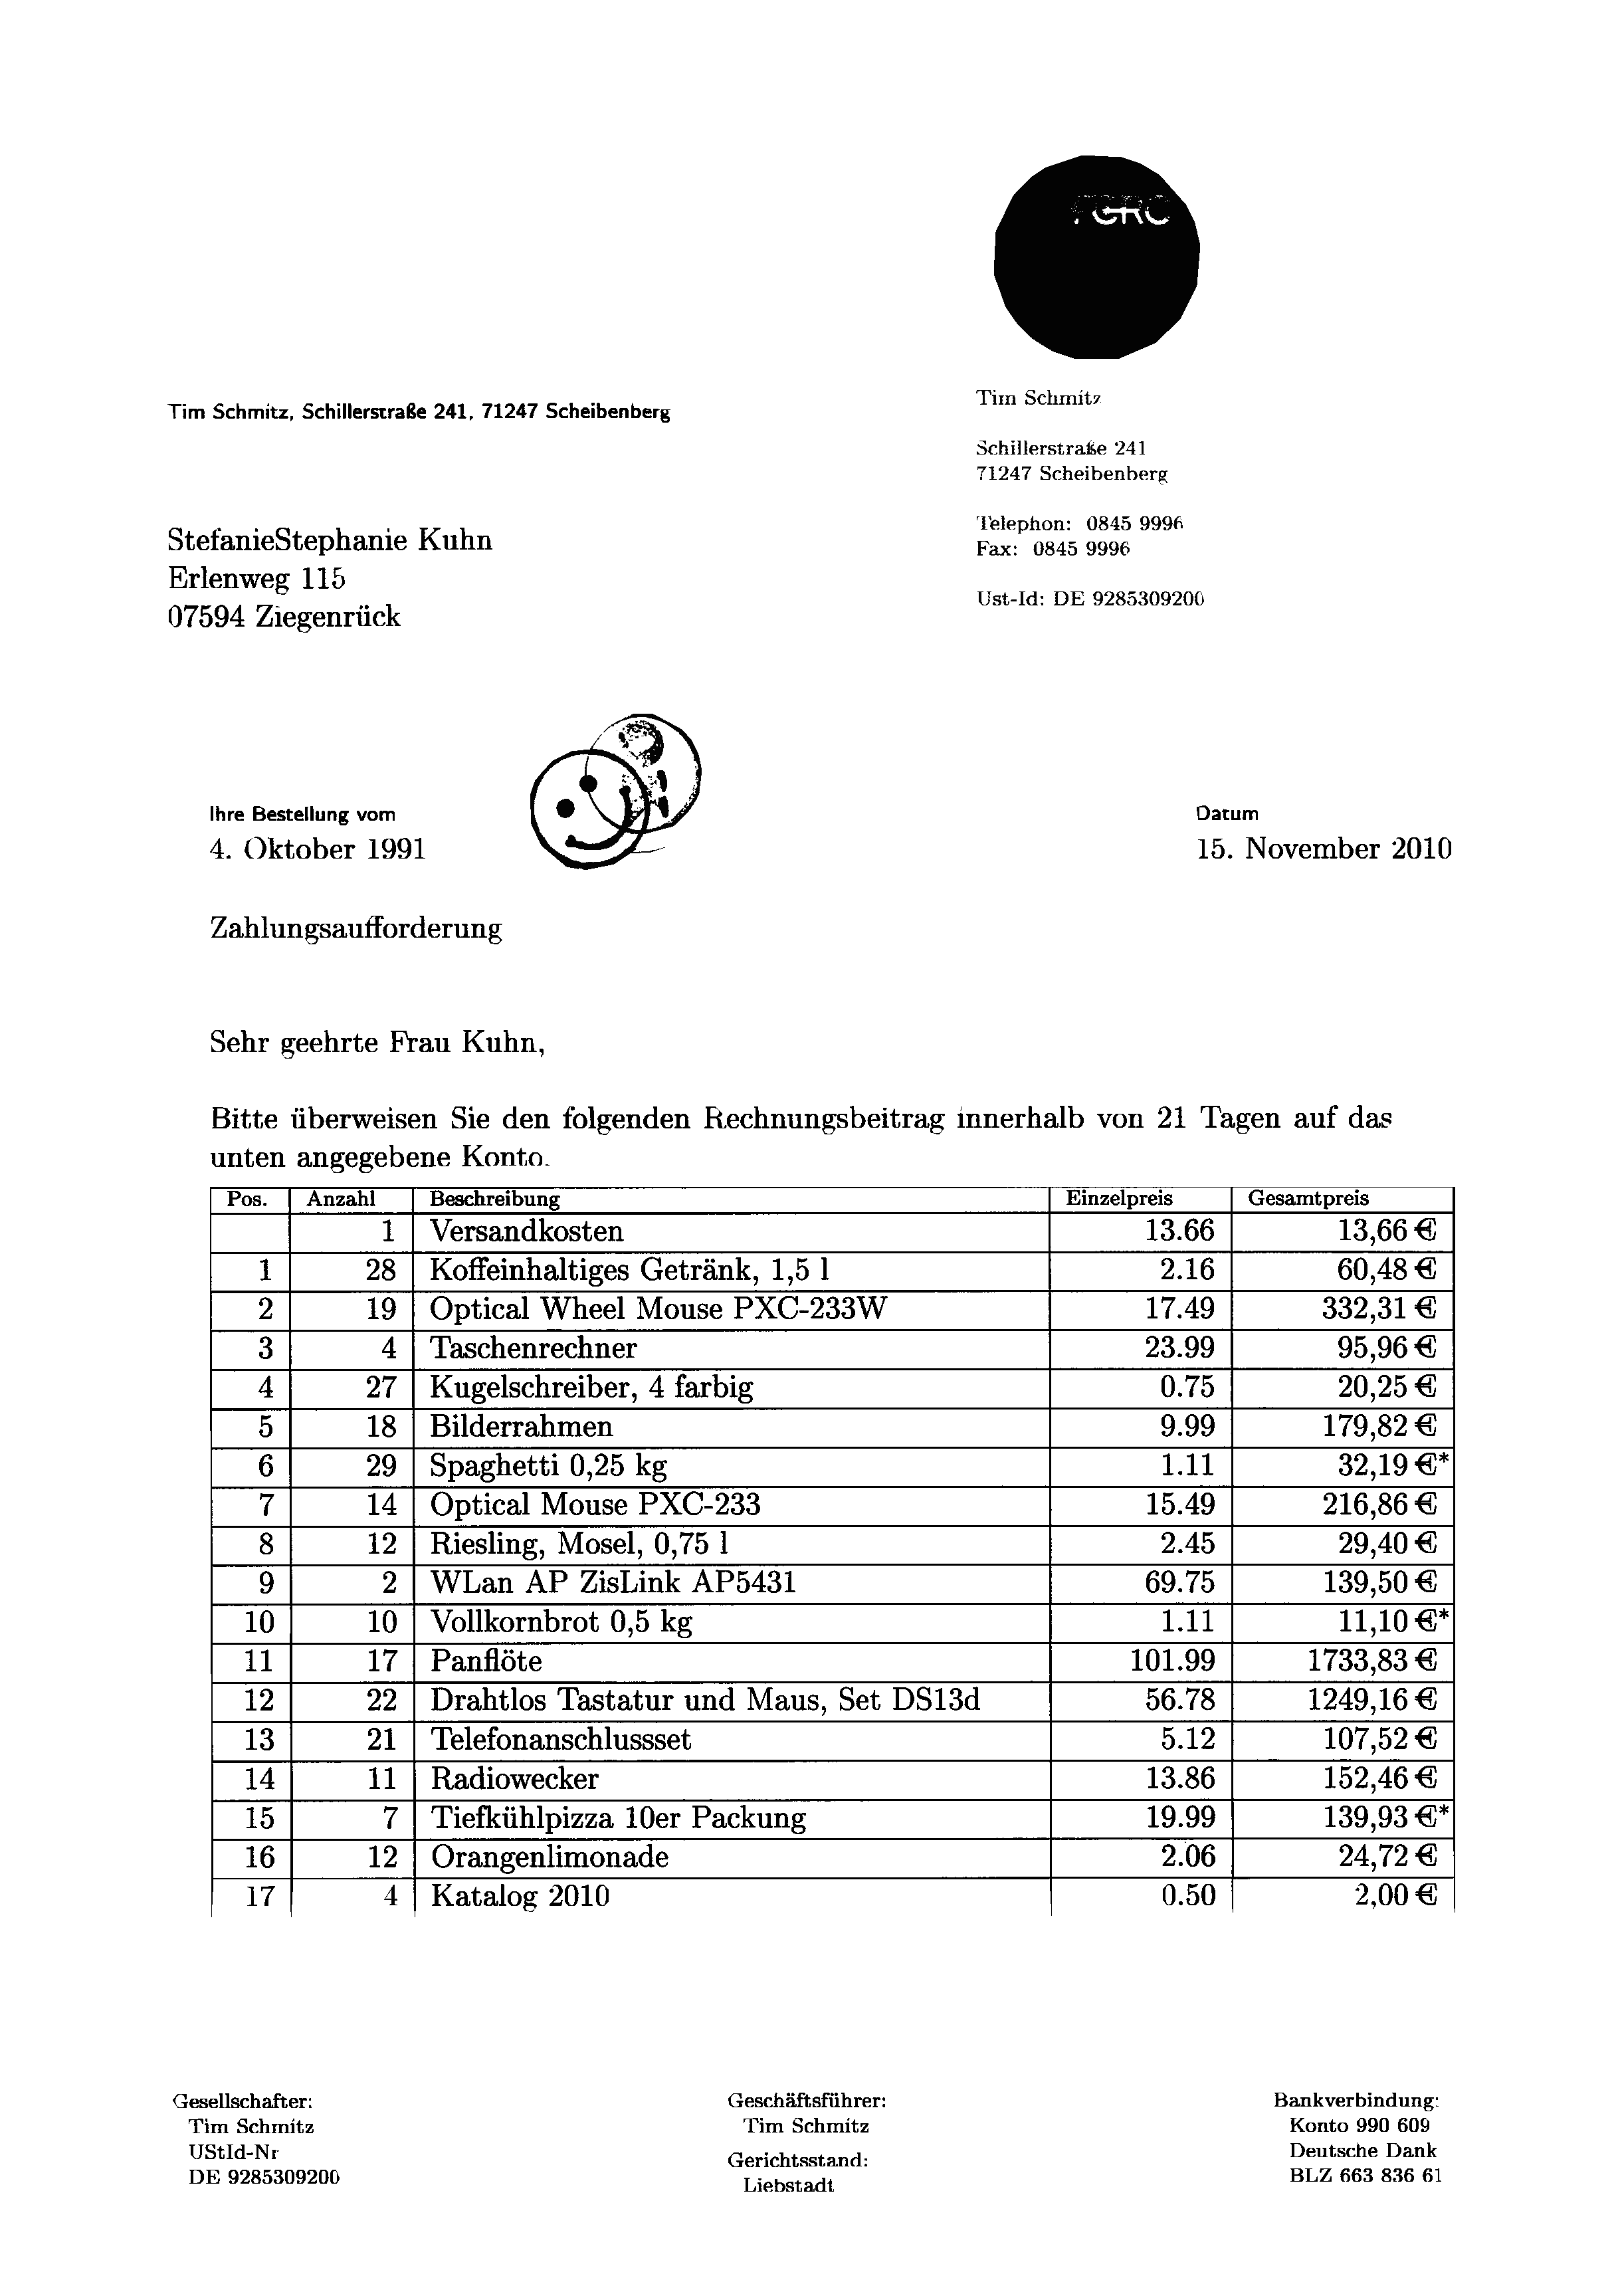 Tim Schmitz, Schillerstraße 241, 71247 Scheibenberg
Tim Schmitz
Schillerstraße 241
71247 Scheibenberg
Telephon: 0845 9996
Fax: 0845 9996
Ust-Id: DE 9285309200
StefanieStephanie Kuhn
Erlenweg 115
07594 Ziegenrück
Ihre Bestellung vom
4. Oktober 1991
Datum
15. November 2010
Zahlungsaufforderung
Sehr geehrte Frau Kuhn,
Bitte überweisen Sie den folgenden Rechnungsbeitrag innerhalb von 21 Tagen auf das
unten angegebene Konto.
Pos. Anzahl Beschreibung Einzelpreis Gesamtpreis
1 Versandkosten 13.66 13,66 €
1 28 Koffeinhaltiges Getränk, 1,5 l 2.16 60,48 €
2 19 Optical Wheel Mouse PXC-233W 17.49 332,31 €
3 4 Taschenrechner 23.99 95,96 €
4 27 Kugelschreiber, 4 farbig 0.75 20,25 €
5 18 Bilderrahmen 9.99 179,82 €
6 29 Spaghetti 0,25 kg 1.11 32,19 €*
7 14 Optical Mouse PXC-233 15.49 216,86 €
8 12 Riesling, Mosel, 0,75 l 2.45 29,40 €
9 2 WLan AP ZisLink AP5431 69.75 139,50 €
10 10 Vollkornbrot 0,5 kg 1.11 11,10 €*
11 17 Panflöte 101.99 1733,83 €
12 22 Drahtlos Tastatur und Maus, Set DS13d 56.78 1249,16 €
13 21 Telefonanschlussset 5.12 107,52 €
14 11 Radiowecker 13.86 152,46 €
15 7 Tiefkühlpizza 10er Packung 19.99 139,93 €*
16 12 Orangenlimonade 2.06 24,72 €
17 4 Katalog 2010 0.50 2,00 €
Gesellschafter:
Tim Schmitz
UStId-Nr
DE 9285309200
Geschäftsführer:
Tim Schmitz
Gerichtsstand:
Liebstadt
Bankverbindung:
Konto 990 609
Deutsche Dank
BLZ 663 836 61